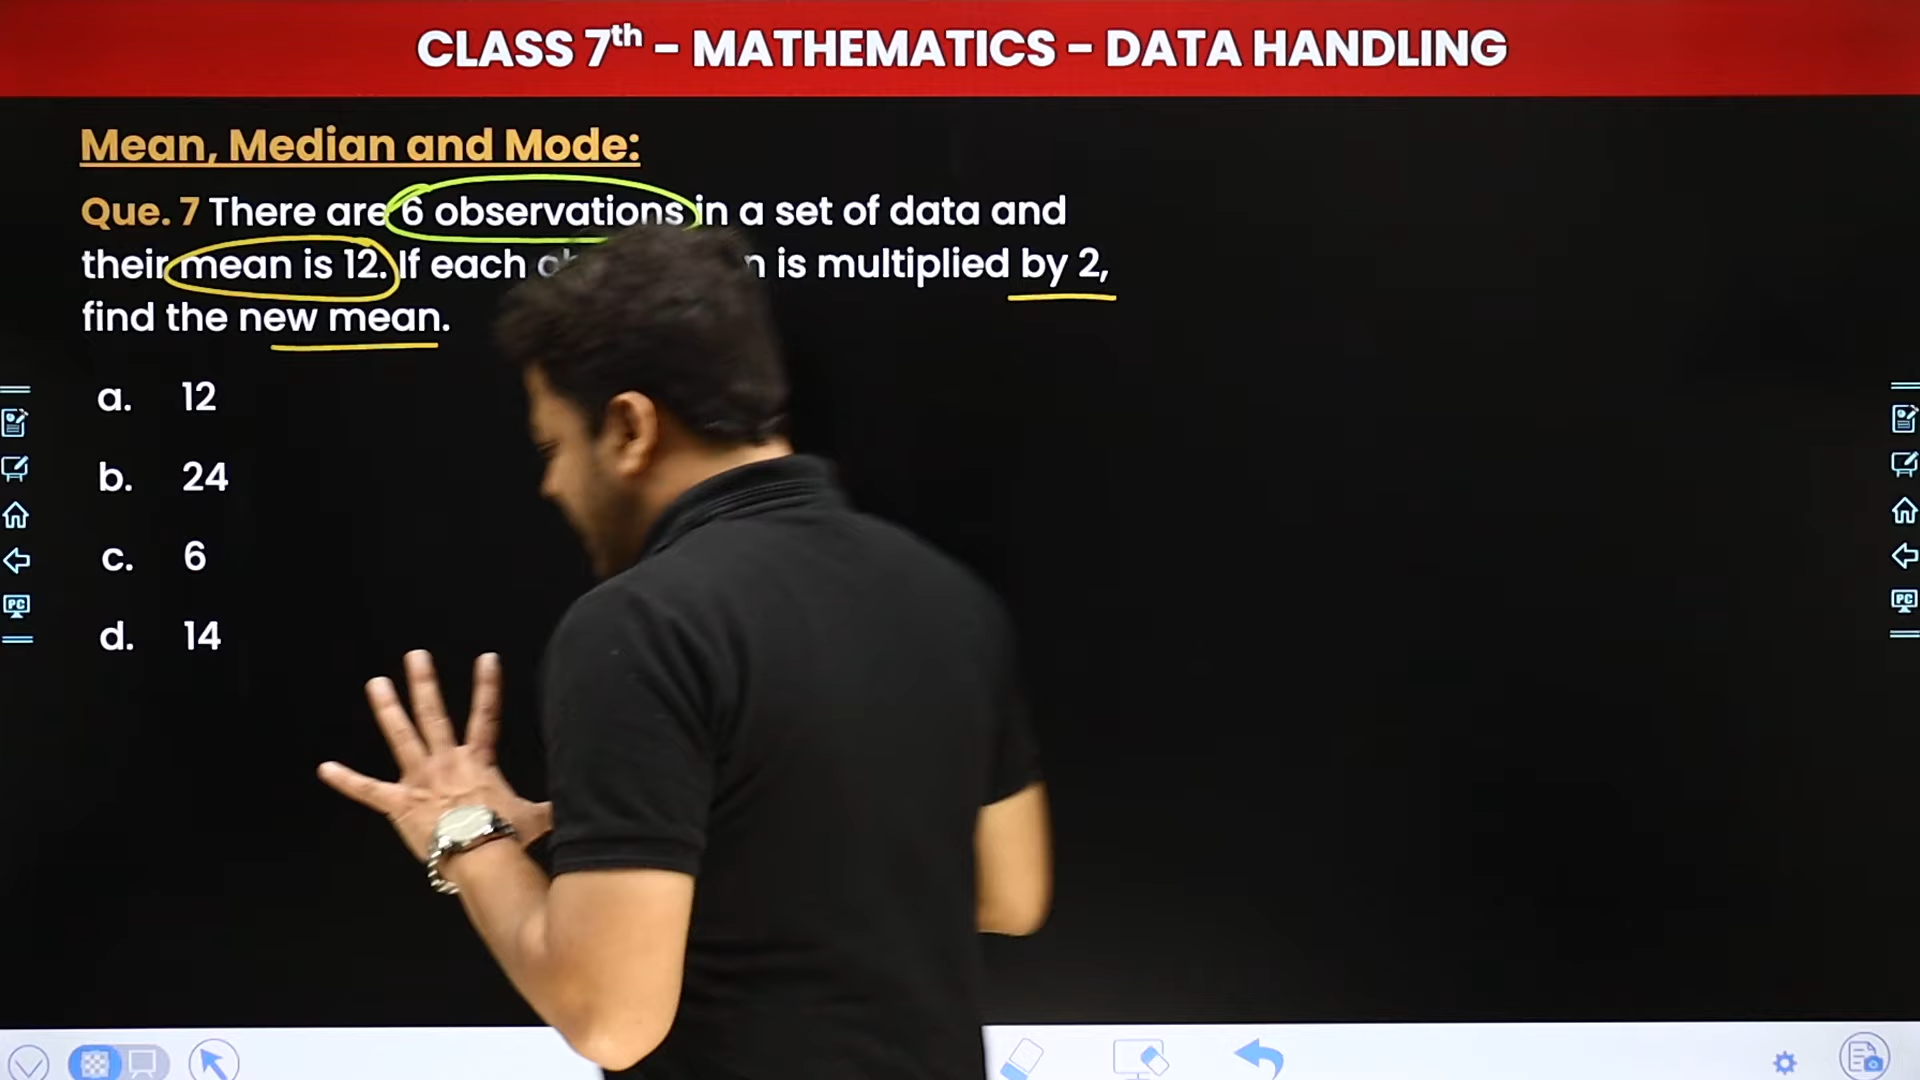 CLASS 7th – MATHEMATICS – DATA HANDLING
Mean, Median and Mode:
Que. 7 There are 6 observations in a set of data and
their mean is 12. If each is multiplied by 2,
find the new mean.
a. 12
b. 24
c. 6
d. 14
PC
PC